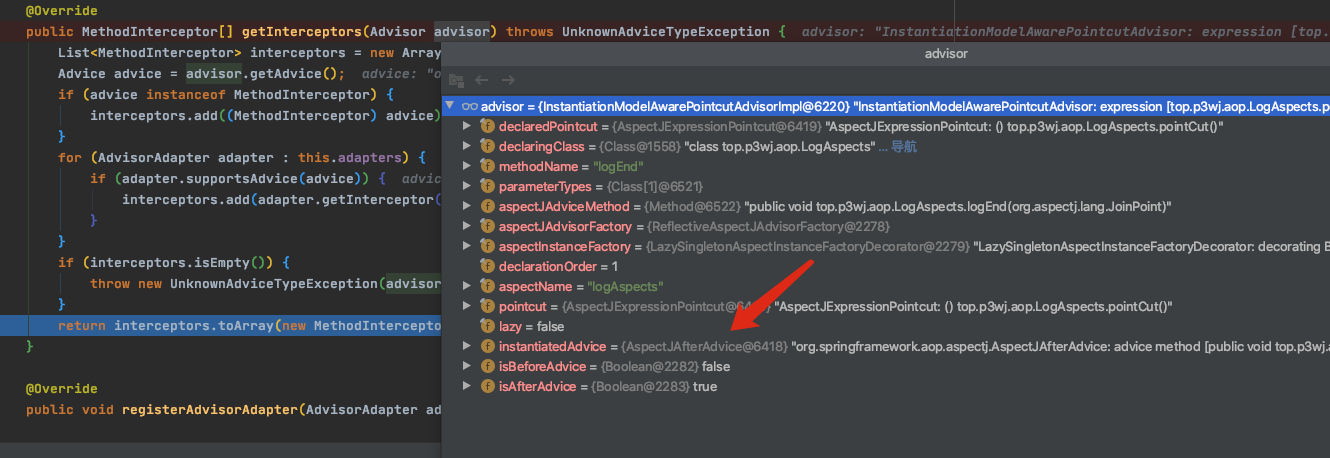 @Override
public MethodInterceptor[] getInterceptors(Advisor advisor) throws UnknownAdviceTypeException { advisor: "InstantiationModelAwarePointcutAdvisor: expression [top.
List<MethodInterceptor> interceptors = new Array
Advice advice = advisor.getAdvice(); advice: "o
if (advice instanceof MethodInterceptor) {
interceptors.add((MethodInterceptor) advice)
}
for (AdvisorAdapter adapter : this.adapters) {
if (adapter.supportsAdvice(advice)) { advic
interceptors.add(adapter.getInterceptor(
}
}
if (interceptors.isEmpty()) {
throw new UnknownAdviceTypeException(advisor
}
return interceptors.toArray(new MethodIntercepto
}
@Override
public void registerAdvisorAdapter(AdvisorAdapter ad
advisor
advisor = {InstantiationModelAwarePointcutAdvisorImpl@6220} "InstantiationModelAwarePointcutAdvisor: expression [top.p3wj.aop.LogAspects.p
f declaredPointcut = {AspectJExpressionPointcut@6419} "AspectJExpressionPointcut: () top.p3wj.aop.LogAspects.pointCut()"
f declaringClass = {Class@1558} "class top.p3wj.aop.LogAspects" ... 导航
f methodName = "logEnd"
f parameterTypes = {Class[1]@6521}
f aspectJAdviceMethod = {Method@6522} "public void top.p3wj.aop.LogAspects.logEnd(org.aspectj.lang.JoinPoint)"
f aspectJAdvisorFactory = {ReflectiveAspectJAdvisorFactory@2278}
f aspectInstanceFactory = {LazySingletonAspectInstanceFactoryDecorator@2279} "LazySingletonAspectInstanceFactoryDecorator: decorating B
f declarationOrder = 1
f aspectName = "logAspects"
f pointcut = {AspectJExpressionPointcut@64 "AspectJExpressionPointcut: () top.p3wj.aop.LogAspects.pointCut()"
f lazy = false
f instantiatedAdvice = {AspectJAfterAdvice@6418} "org.springframework.aop.aspectj.AspectJAfterAdvice: advice method [public void top.p3wj.a
f isBeforeAdvice = {Boolean@2282} false
f isAfterAdvice = {Boolean@2283} true